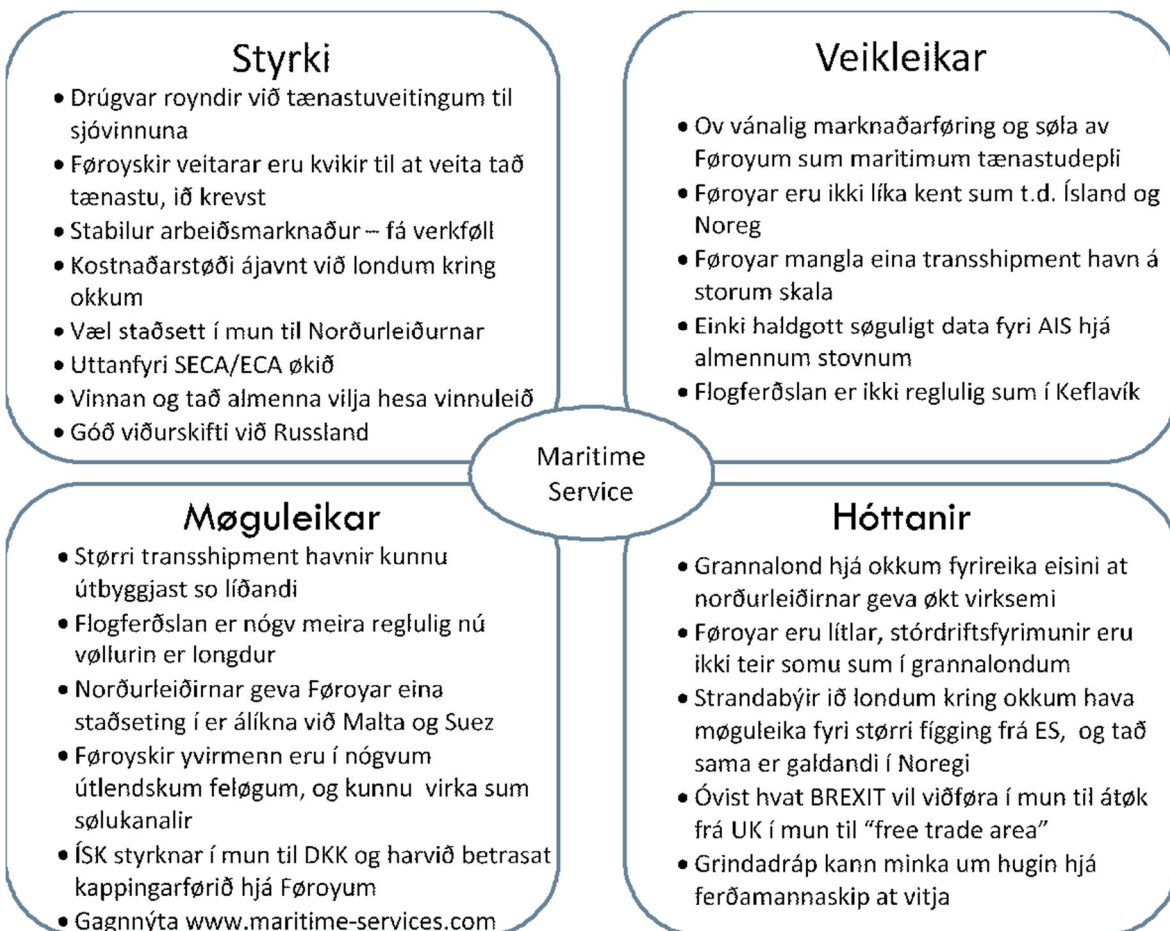 Styrki
• Drúgvar royndir við tænastuveitingum til
sjóvinnuna
• Føroyskir veitarar eru kvikir til at veita tað
tænastu, ið krevst
• Stabilur arbeiðsmarknaður – fá verkføll
• Kostnaðarstøði ájavnt við londum kring
okkum
• Væl staðsett í mun til Norðurleiðurnar
• Uttanfyri SECA/ECA økið
• Vinnan og tað almenna vilja hesa vinnuleið
• Góð viðurskifti við Russland
Veikleikar
• Ov vánalig marknaðarføring og søla av
Føroyum sum maritimum tænastudepli
• Føroyar eru ikki líka kent sum t.d. Ísland og
Noreg
• Føroyar mangla eina transshipment havn á
storum skala
• Einki haldgott søguligt data fyri AIS hjá
almennum stovnum
• Flogferðslan er ikki reglulig sum í Keflavík
Maritime
Service
Møguleikar
• Størri transshipment havnir kunnu
útbyggjast so líðandi
• Flogferðslan er nógv meira reglulig nú
vøllurin er longdur
• Norðurleiðirnar geva Føroyar eina
staðseting í er álíkna við Malta og Suez
• Føroyskir yvirmenn eru í nógvum
útlendskum feløgum, og kunnu virka sum
sølukanalir
• ÍSK styrknar í mun til DKK og harvið betrasat
kappingarførið hjá Føroyum
• Gagnnýta www.maritime-services.com
Hóttanir
• Grannalond hjá okkum fyrireika eisini at
norðurleiðirnar geva økt virksemi
• Føroyar eru lítlar, stórdriftsfyrimunir eru
ikki teir somu sum í grannalondum
• Strandabýir ið londum kring okkum hava
møguleika fyri størri fígging frá ES, og tað
sama er galdandi í Noregi
• Óvist hvat BREXIT vil viðføra í mun til átøk
frá UK í mun til “free trade area”
• Grindadráp kann minka um hugin hjá
ferðamannaskip at vitja